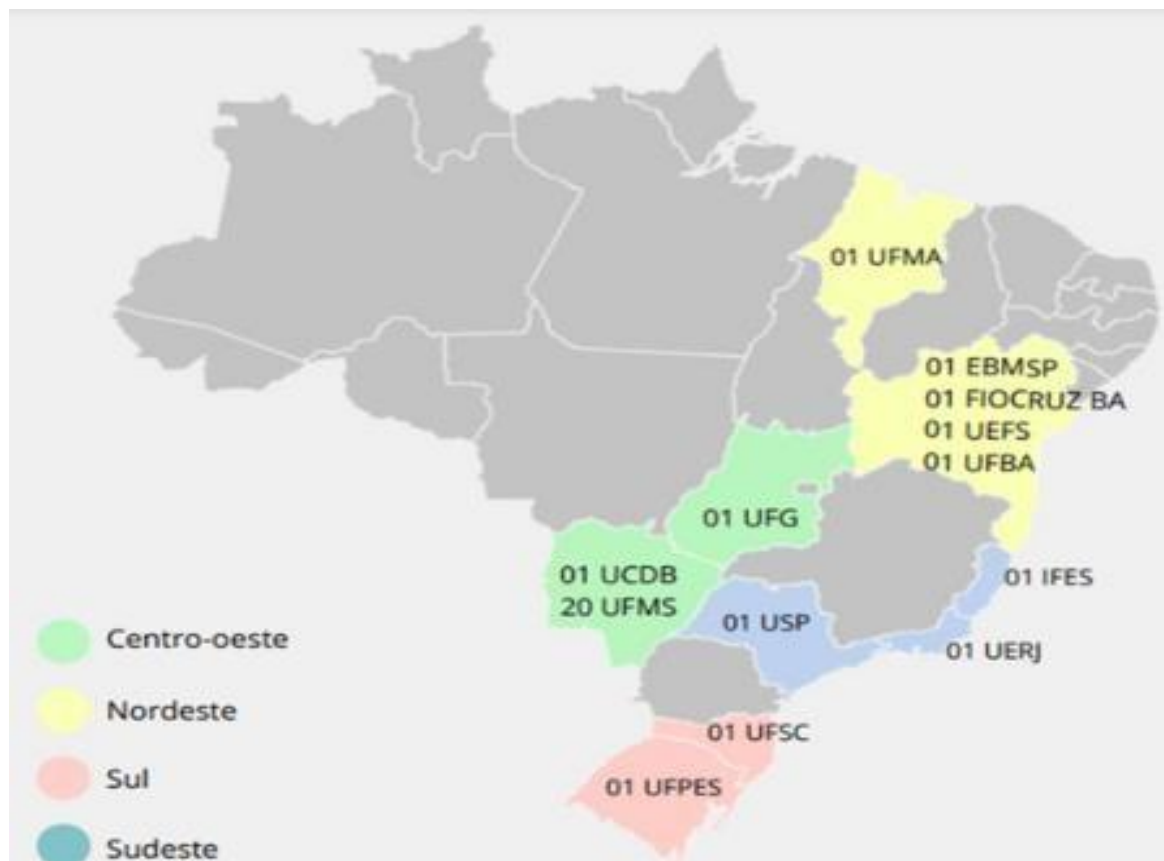 01 UFMA
01 EBMSP
01 FIOCRUZ BA
01 UEFS
01 UFBA
01 UFG
01 UCDB
20 UFMS
01 IFES
01 USP
01 UERJ
01 UFSC
01 UFPES
Centro-oeste
Nordeste
Sul
Sudeste